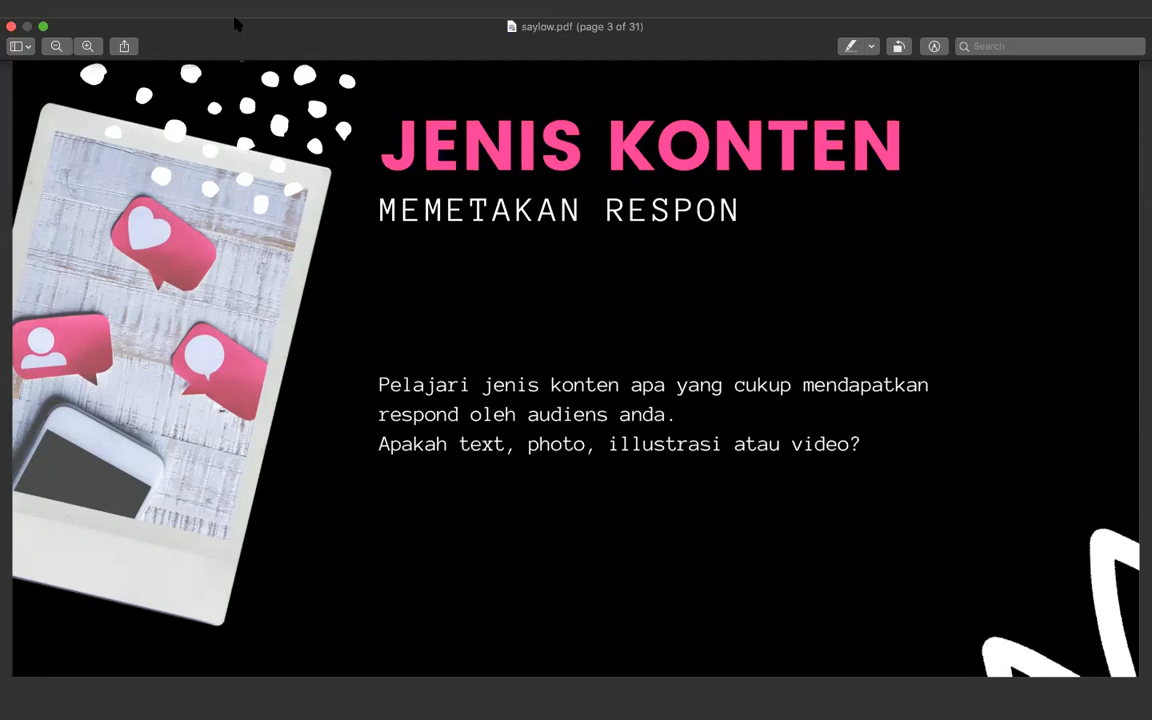 saylow.pdf (page 3 of 31)
Search
JENIS KONTEN
MEMETAKAN RESPON
Pelajari jenis konten apa yang cukup mendapatkan
respond oleh audiens anda.
Apakah text, photo, illustrasi atau video?